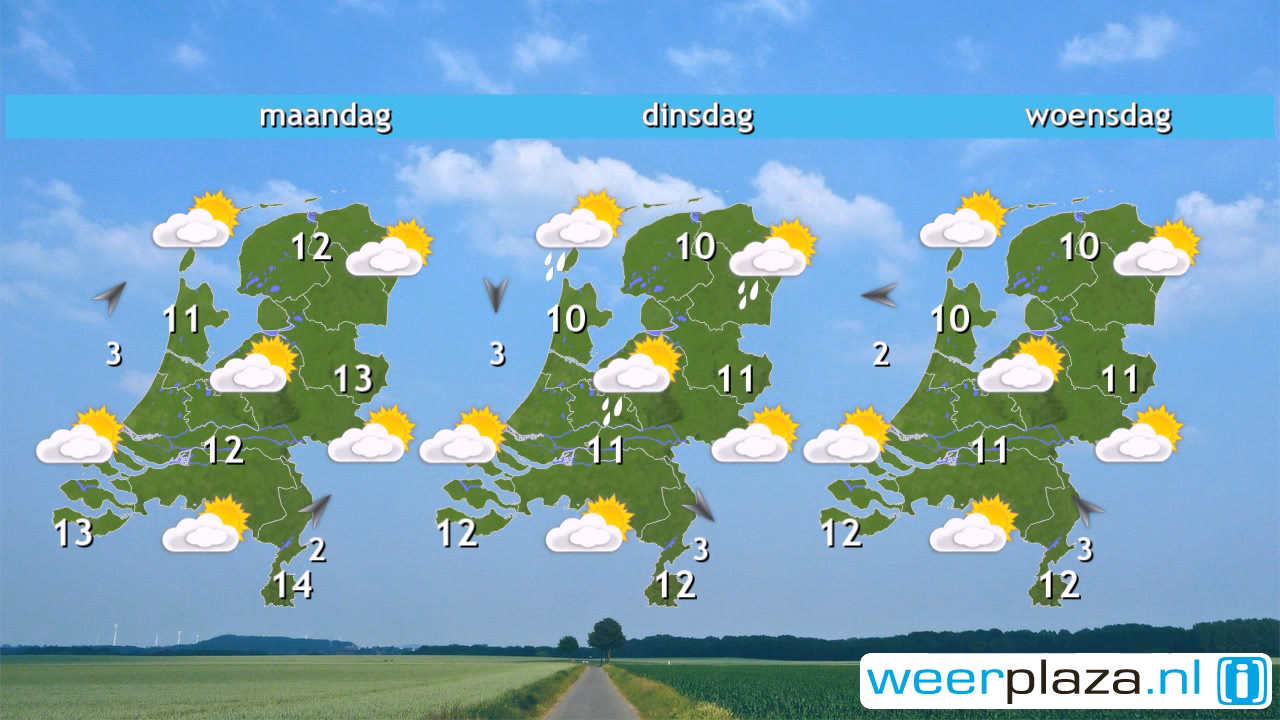 maandag dinsdag woensdag
12 10 10
11 10 10
3 3 2
13 11 11
12 11 11
13 12 12
2 3 3
14 12 12
weerplaza.nl i